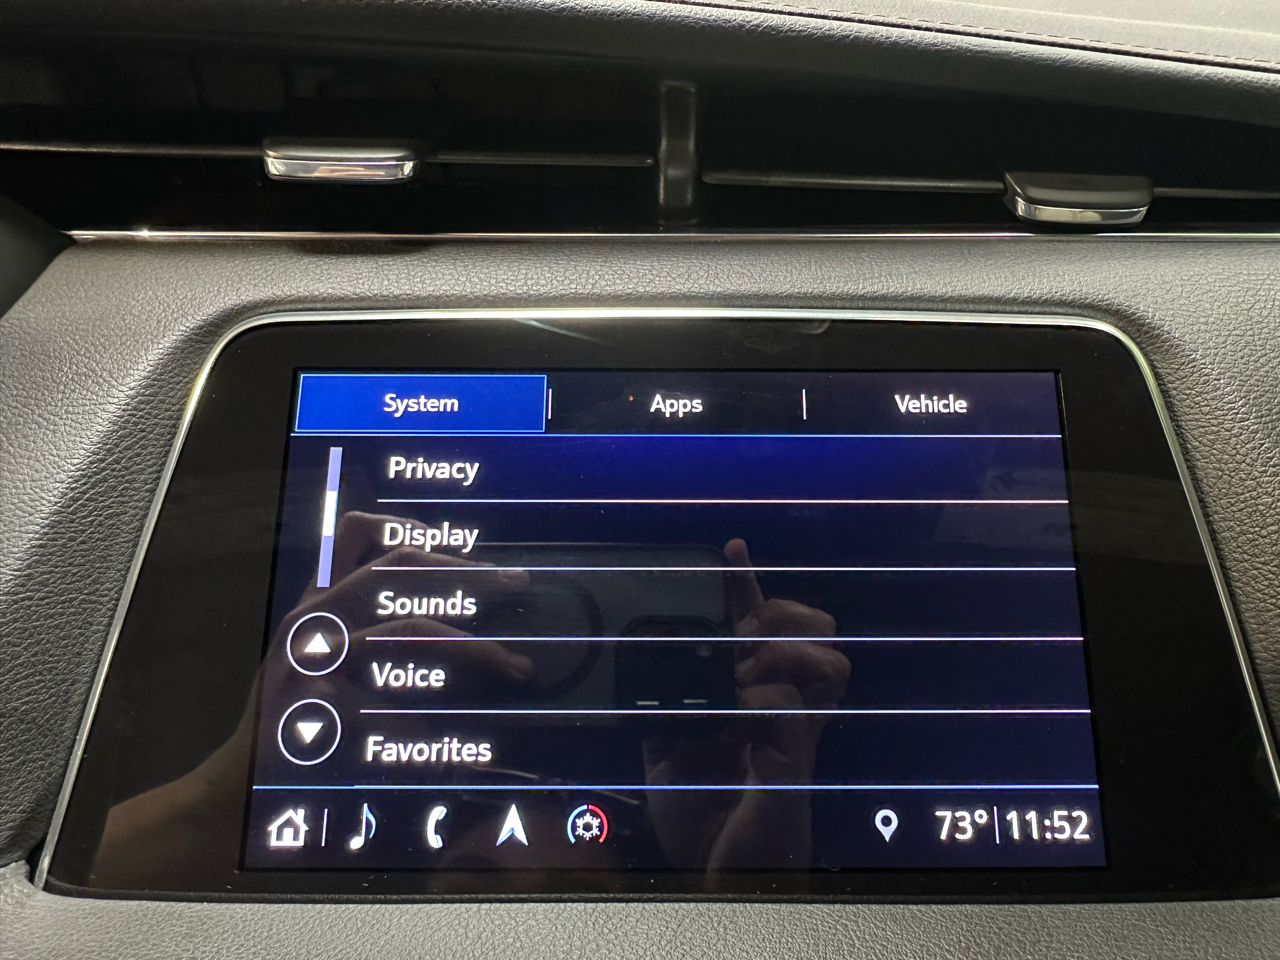 System | Apps | Vehicle
Privacy
Display
Sounds
Voice
Favorites
73° | 11:52